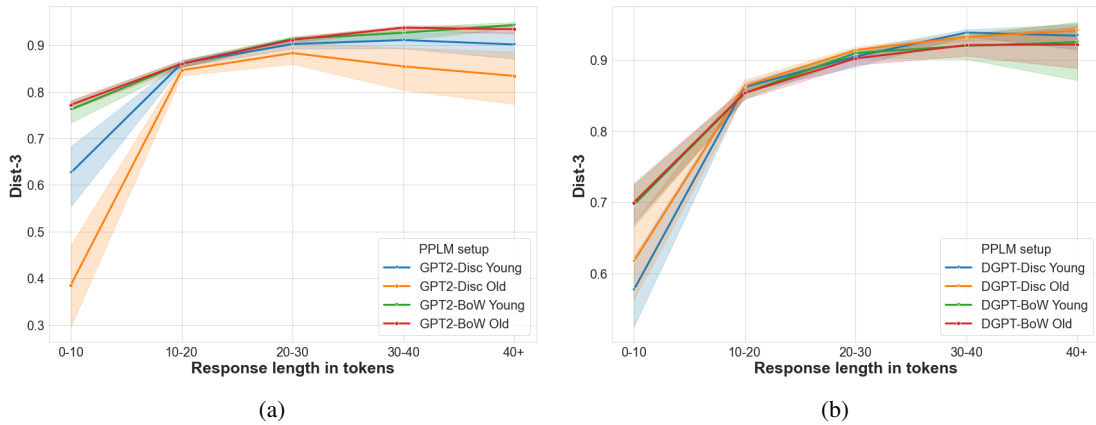 0.9
0.8
0.7
0.6
0.5
0.4
0.3
Dist-3
0-10 10-20 20-30 30-40 40+
Response length in tokens
PPLM setup
GPT2-Disc Young
GPT2-Disc Old
GPT2-BoW Young
GPT2-BoW Old
(a)
0.9
0.8
0.7
0.6
Dist-3
0-10 10-20 20-30 30-40 40+
Response length in tokens
PPLM setup
DGPT-Disc Young
DGPT-Disc Old
DGPT-BoW Young
DGPT-BoW Old
(b)